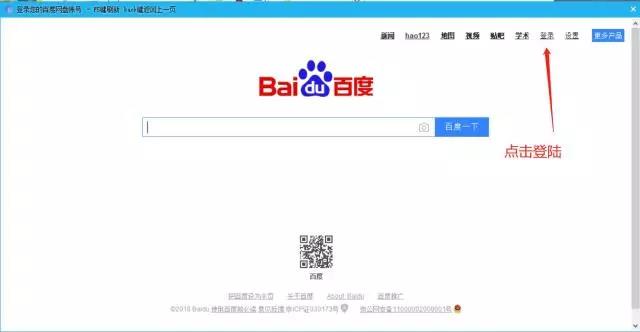 登录您的百度网盘账号 - F5键刷新 back键返回上一页
新闻 hao123 地图 视频 贴吧 学术 登录 设置 更多产品
Bai du 百度
百度一下
点击登陆
百度
把百度设为主页 关于百度 About Baidu 百度推广
©2018 Baidu 使用百度前必读 意见反馈 京ICP证030173号 京公网安备11000002000001号